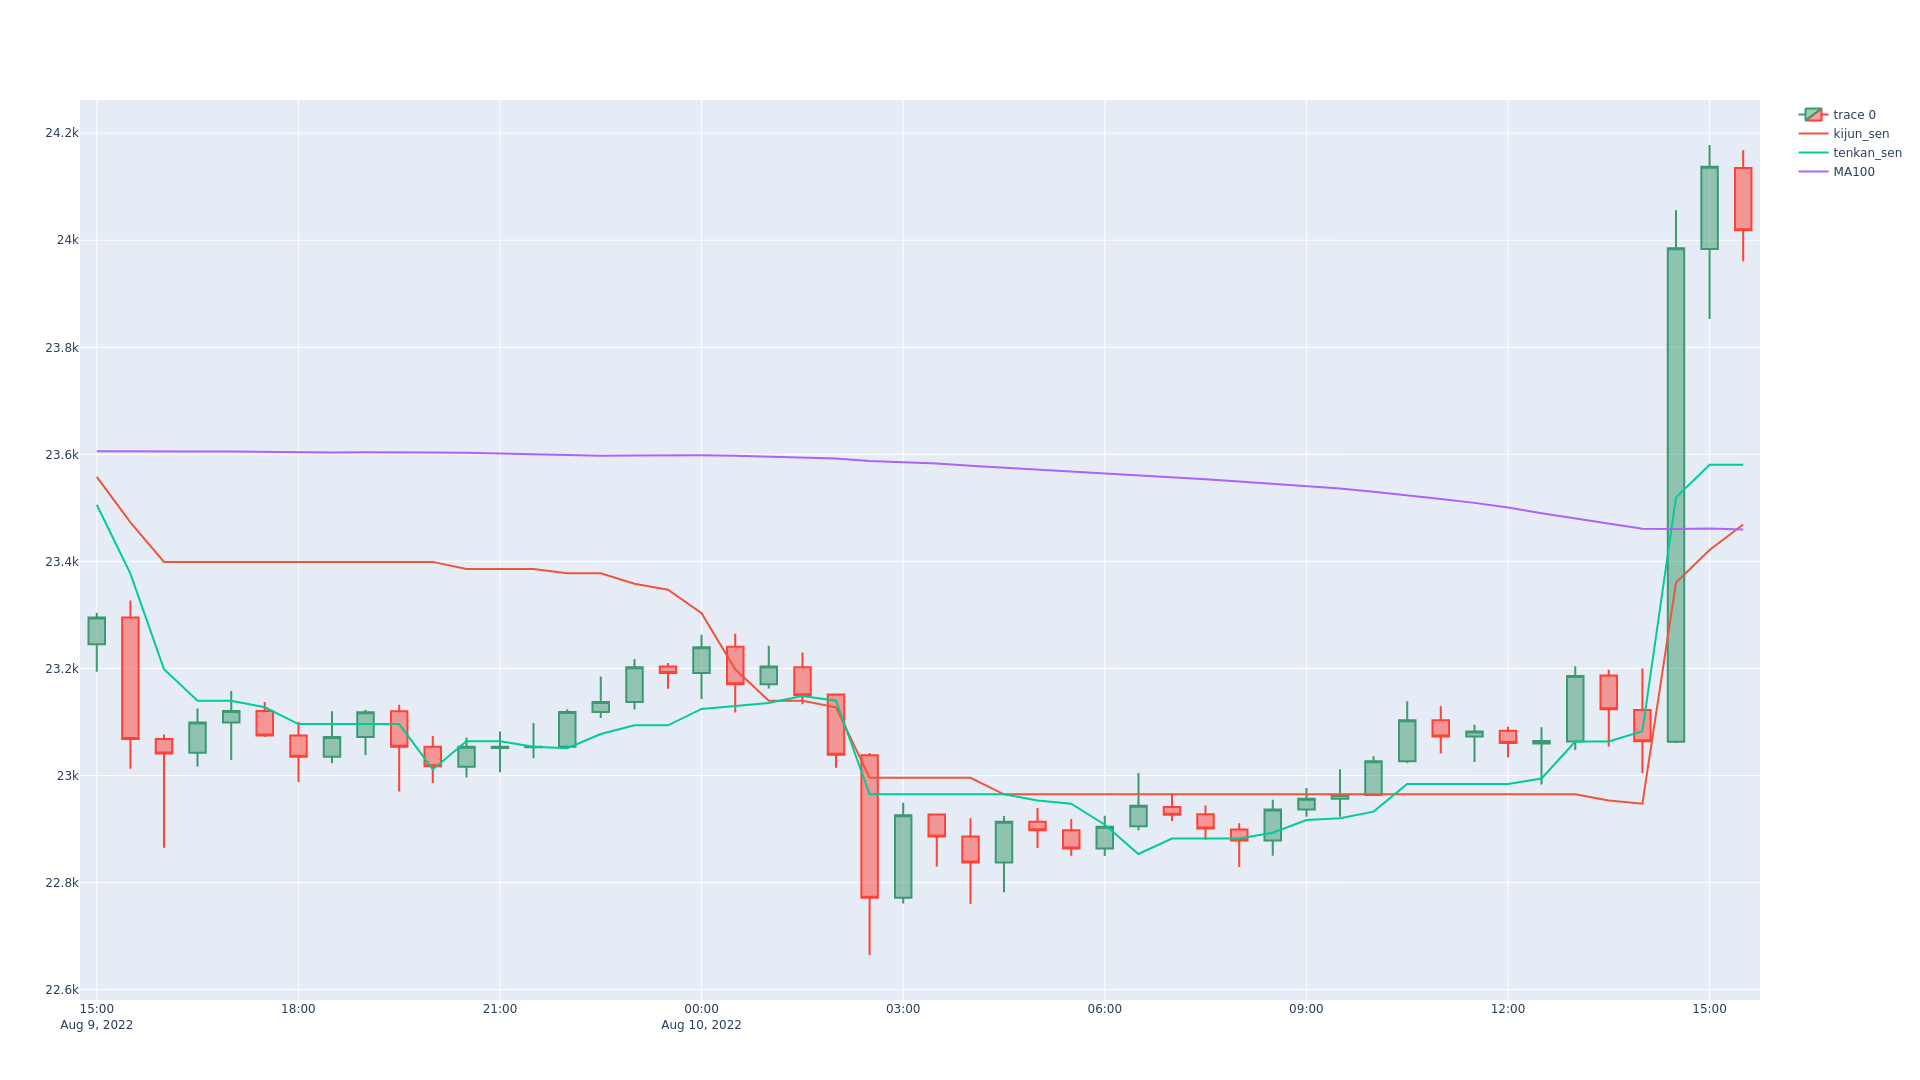 24.2k
24k
23.8k
23.6k
23.4k
23.2k
23k
22.8k
22.6k
15:00 18:00 21:00 00:00 03:00 06:00 09:00 12:00 15:00
Aug 9, 2022 Aug 10, 2022
trace 0
kijun_sen
tenkan_sen
MA100